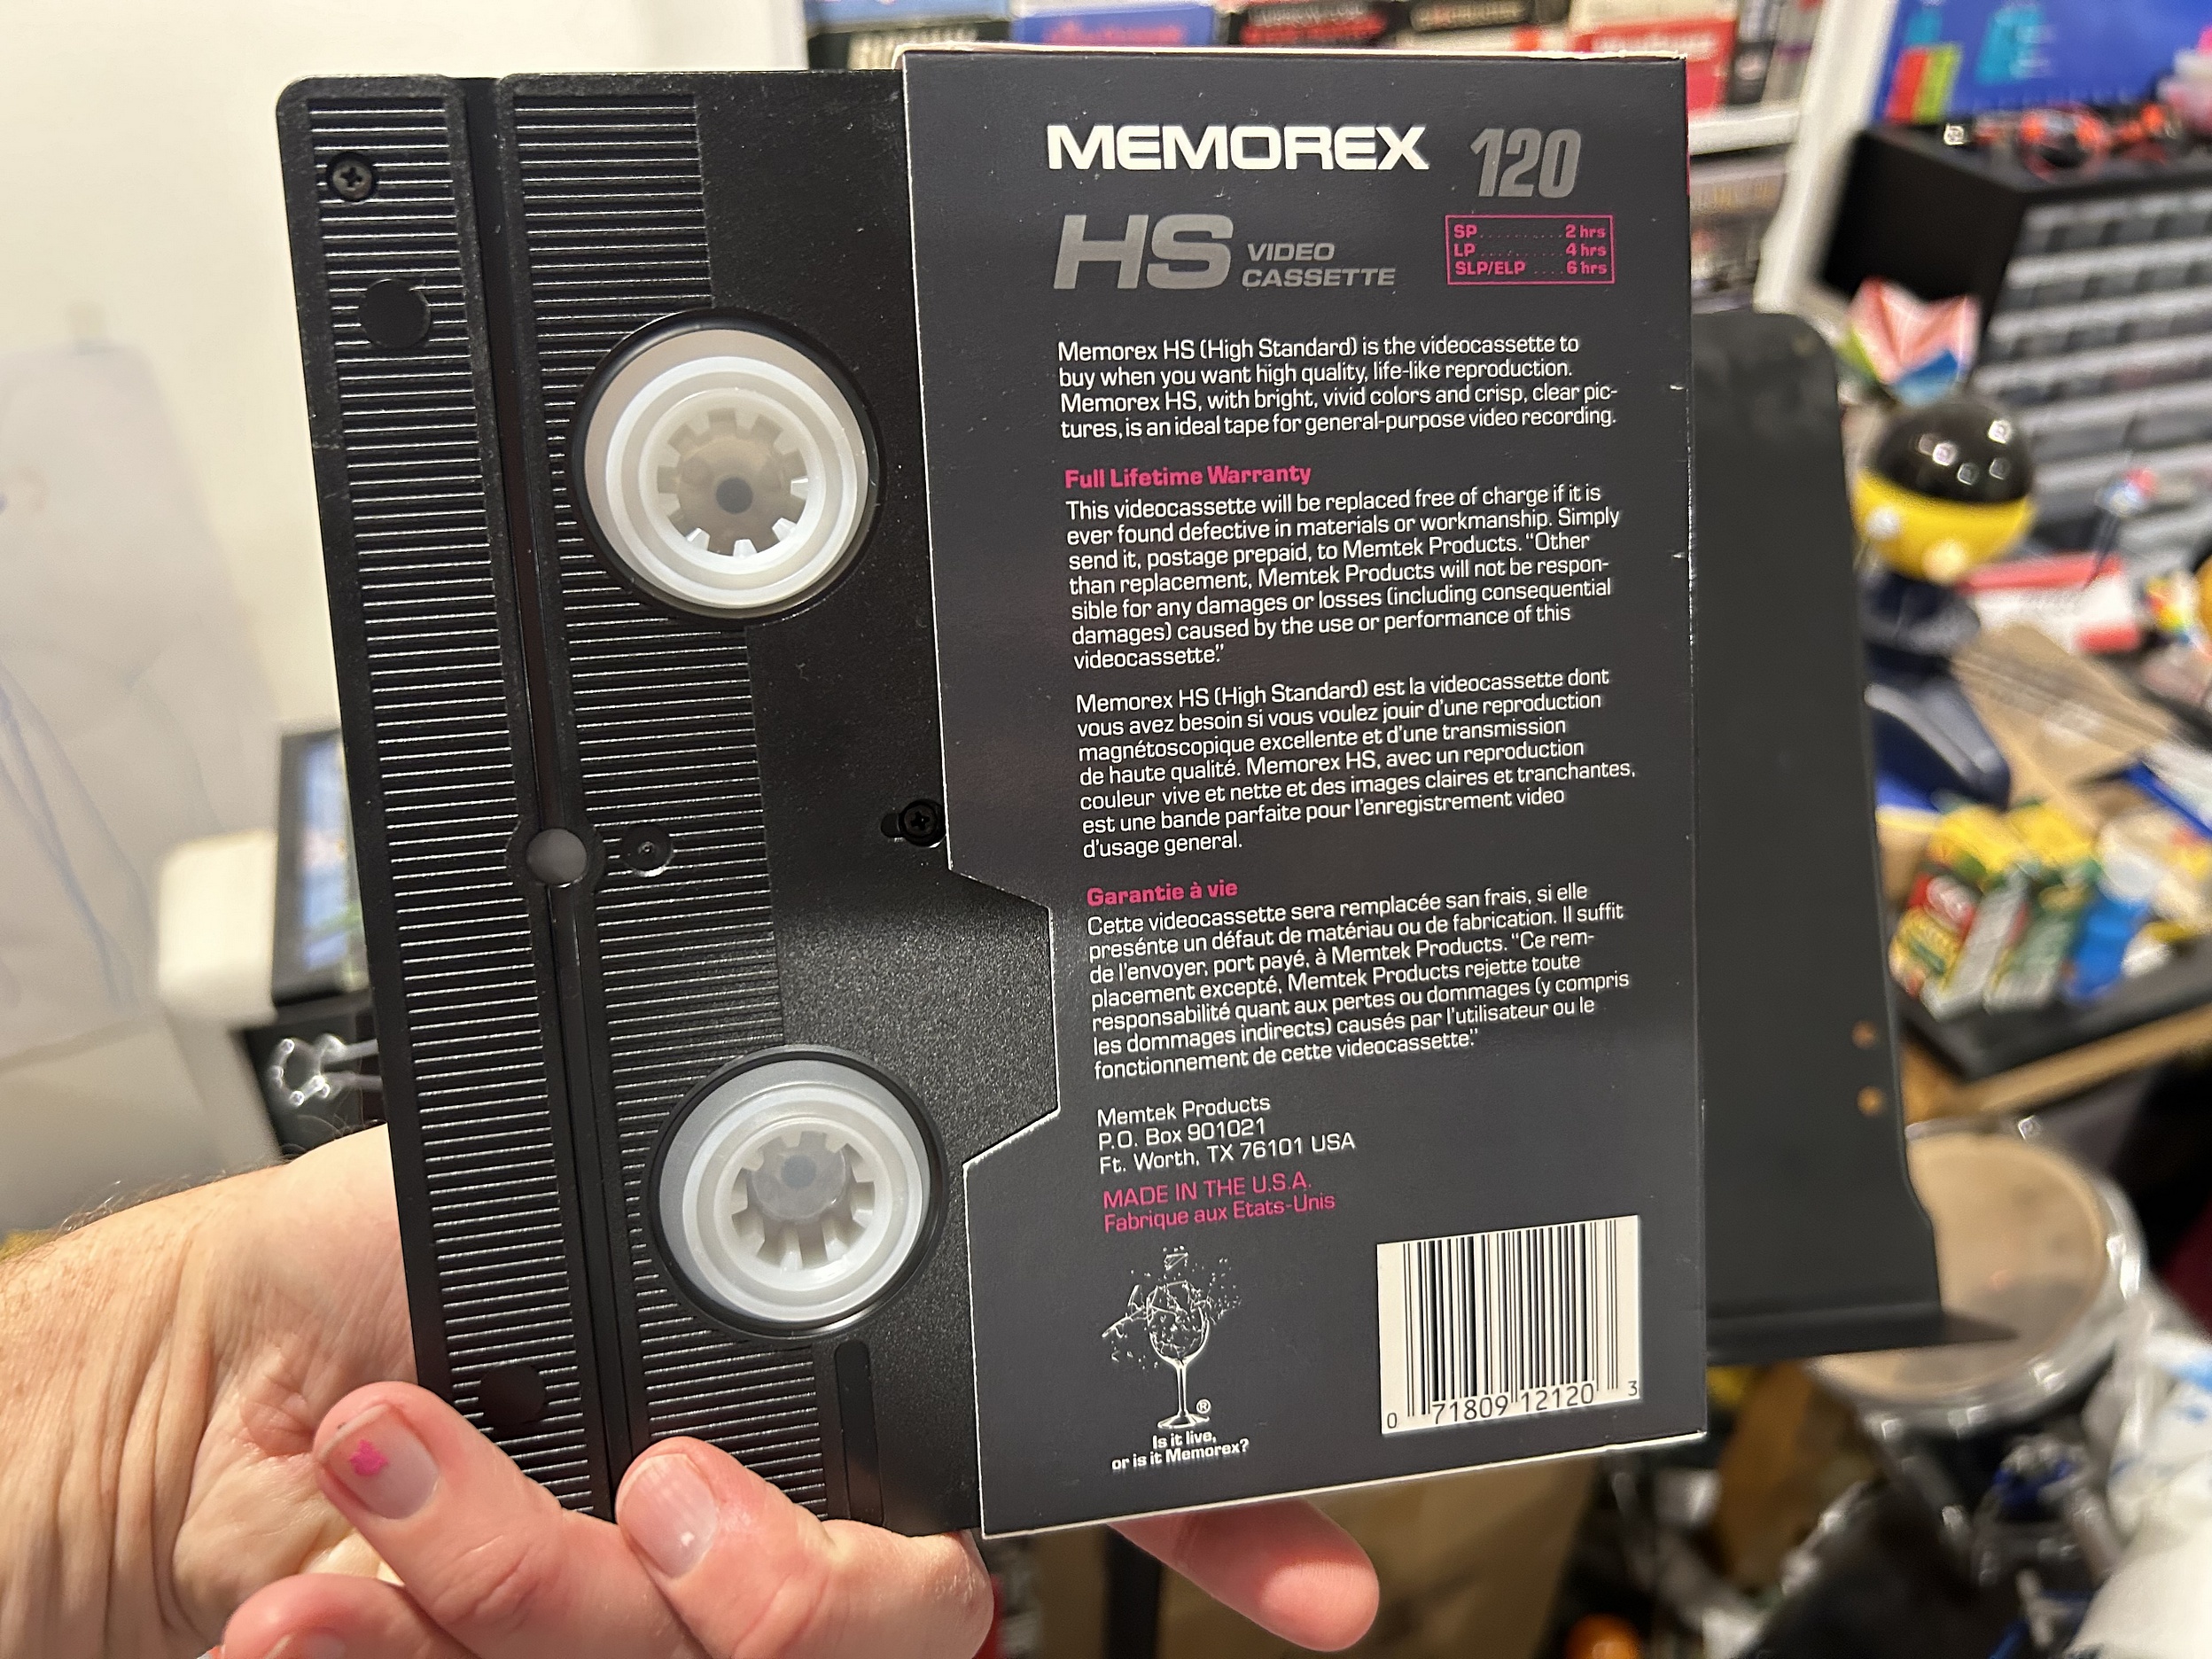 MEMOREX 120
HS VIDEO
CASSETTE
SP .......... 2 hrs
LP .......... 4 hrs
SLP/ELP .... 6 hrs
Memorex HS (High Standard) is the videocassette to
buy when you want high quality, life-like reproduction.
Memorex HS, with bright, vivid colors and crisp, clear pic-
tures, is an ideal tape for general-purpose video recording.
Full Lifetime Warranty
This videocassette will be replaced free of charge if it is
ever found defective in materials or workmanship. Simply
send it, postage prepaid, to Memtek Products. “Other
than replacement, Memtek Products will not be respon-
sible for any damages or losses (including consequential
damages) caused by the use or performance of this
videocassette.”
Memorex HS (High Standard) est la videocassette dont
vous avez besoin si vous voulez jouir d’une reproduction
magnétoscopique excellente et d’une transmission
de haute qualité. Memorex HS, avec un reproduction
couleur vive et nette et des images claires et tranchantes,
est une bande parfaite pour l’enregistrement video
d’usage general.
Garantie à vie
Cette videocassette sera remplacée san frais, si elle
presénte un défaut de matériau ou de fabrication. Il suffit
de l’envoyer, port payé, à Memtek Products. “Ce rem-
placement excepté, Memtek Products rejette toute
responsabilité quant aux pertes ou dommages (y compris
les dommages indirects) causés par l’utilisateur ou le
fonctionnement de cette videocassette.”
Memtek Products
P.O. Box 901021
Ft. Worth, TX 76101 USA
MADE IN THE U.S.A.
Fabrique aux Etats-Unis
®
Is it live,
or is it Memorex?
0 71809 12120 3